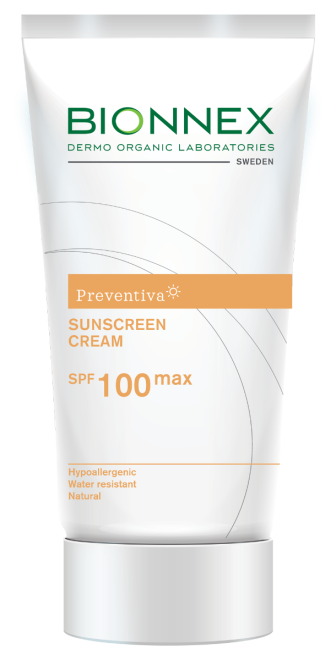 BIONNEX
DERMO ORGANIC LABORATORIES
SWEDEN
Preventiva
SUNSCREEN
CREAM
SPF 100 max
Hypoallergenic
Water resistant
Natural